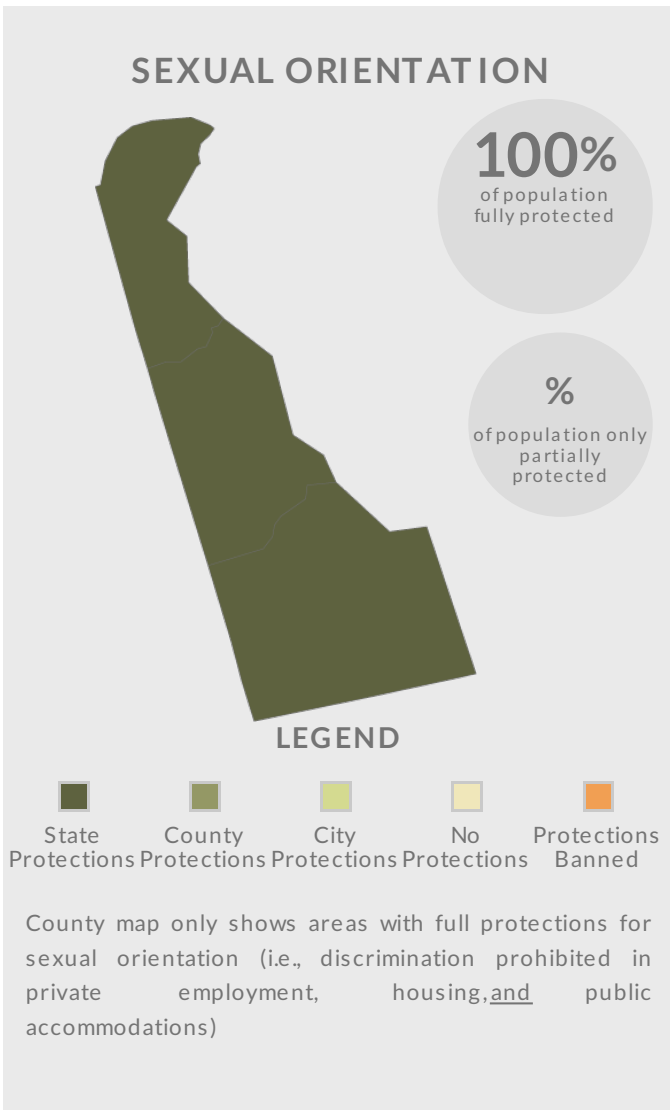 SEXUAL ORIENTATION
100%
of population
fully protected
%
of population only
partially
protected
LEGEND
State
Protections
County
Protections
City
Protections
No
Protections
Protections
Banned
County map only shows areas with full protections for
sexual orientation (i.e., discrimination prohibited in
private employment, housing,and public
accommodations)